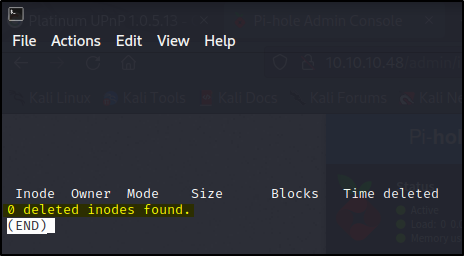 Platinum UPnP 1.0.5.13 Pi-hole Admin Console
File Actions Edit View Help
10.10.10.48
Kali Linux Kali Tools Kali Docs Kali Forums Kali
Pi-hole
Inode Owner Mode Size Blocks Time deleted
0 deleted inodes found.
Active
(END)
Memory